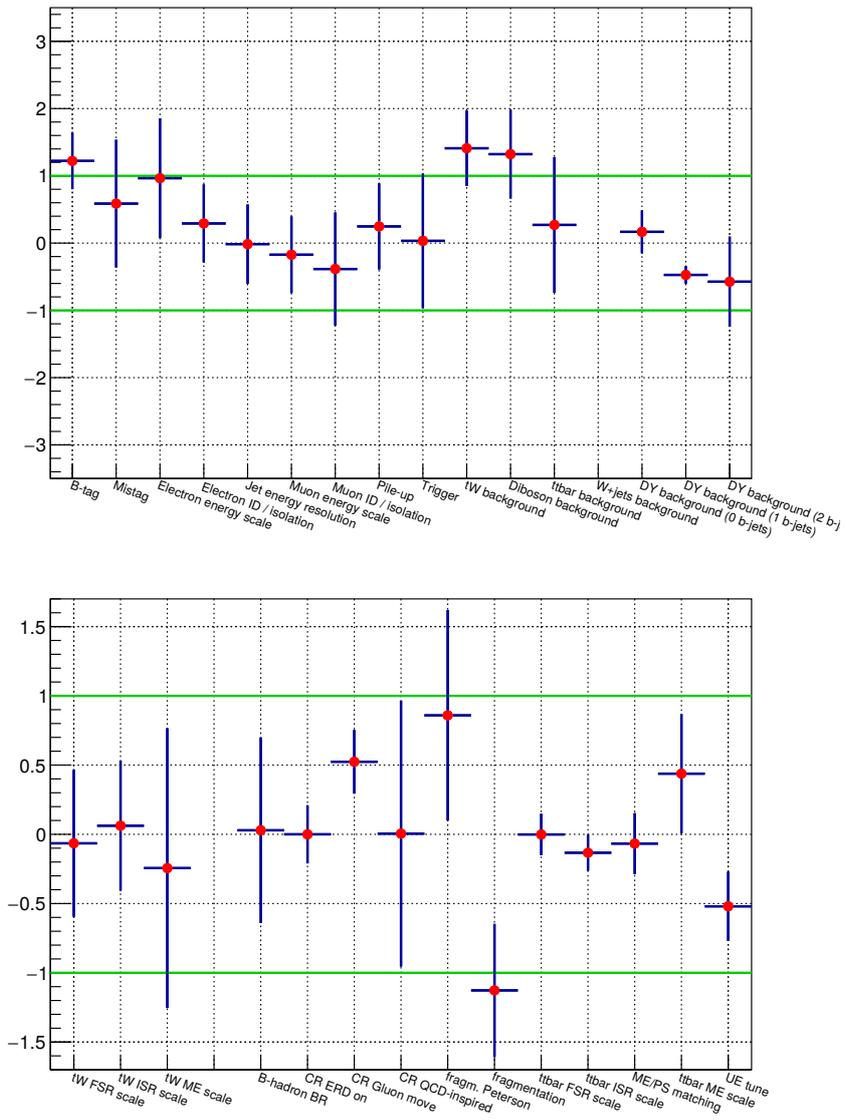 3
2
1
0
−1
−2
−3
B-tag
Mistag
Electron energy scale
Electron ID / isolation
Jet energy resolution
Muon energy scale
Muon ID / isolation
Pile-up
Trigger
tW background
Diboson background
ttbar background
W+jets background
DY background (0 b-jets)
DY background (1 b-jets)
DY background (2 b-j
1.5
1
0.5
0
−0.5
−1
−1.5
tW FSR scale
tW ISR scale
tW ME scale
B-hadron BR
CR ERD on
CR Gluon move
CR QCD-inspired
fragm. Peterson
fragmentation
ttbar FSR scale
ttbar ISR scale
ME/PS matching
ttbar ME scale
UE tune